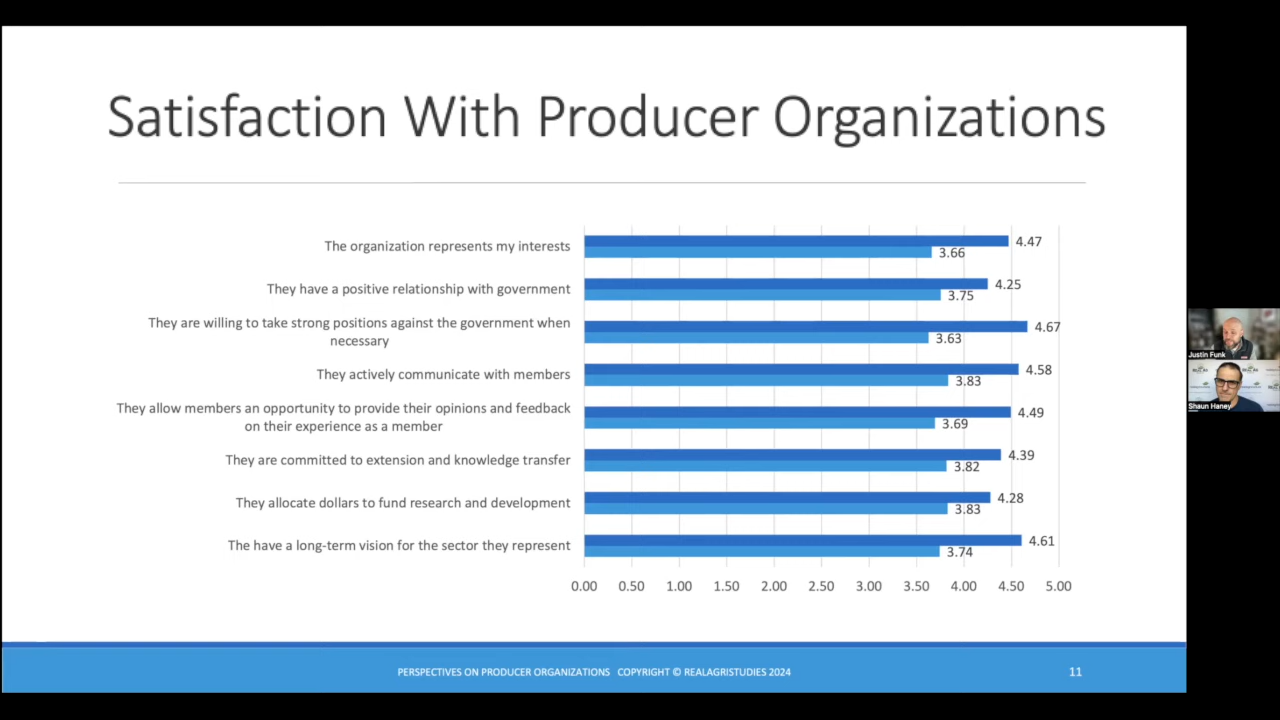 Satisfaction With Producer Organizations
The organization represents my interests
4.47
3.66
They have a positive relationship with government
4.25
3.75
They are willing to take strong positions against the government when
necessary
4.67
3.63
They actively communicate with members
4.58
3.83
They allow members an opportunity to provide their opinions and feedback
on their experience as a member
4.49
3.69
They are committed to extension and knowledge transfer
4.39
3.82
They allocate dollars to fund research and development
4.28
3.83
The have a long-term vision for the sector they represent
4.61
3.74
0.00 0.50 1.00 1.50 2.00 2.50 3.00 3.50 4.00 4.50 5.00
PERSPECTIVES ON PRODUCER ORGANIZATIONS COPYRIGHT © REALAGRISTUDIES 2024
11
Justin Funk
Shaun Haney